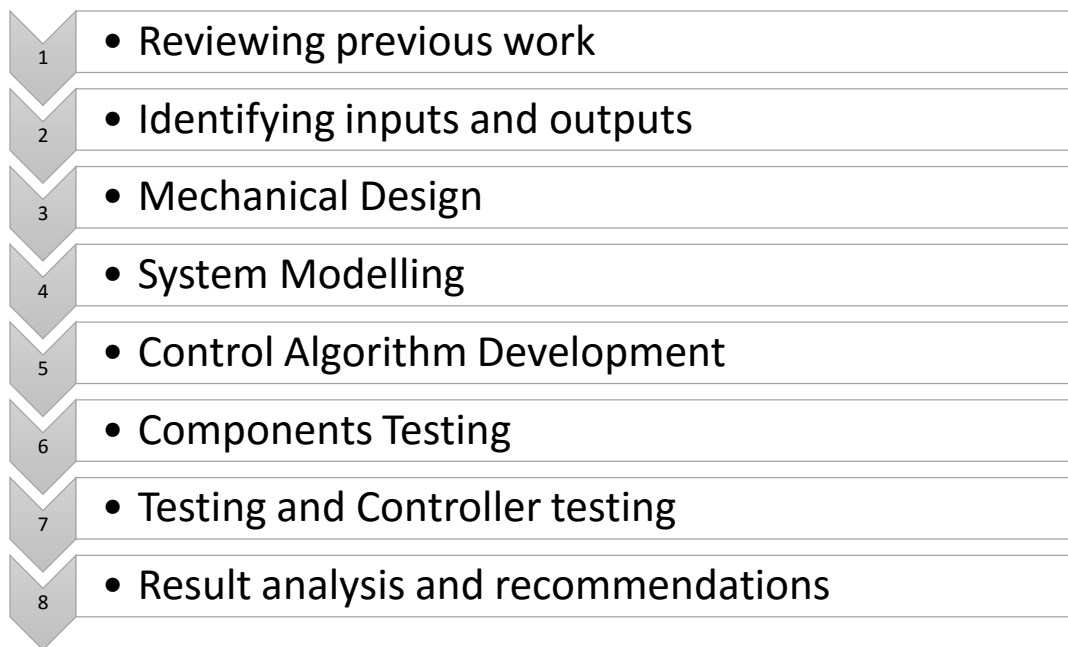 1 • Reviewing previous work
2 • Identifying inputs and outputs
3 • Mechanical Design
4 • System Modelling
5 • Control Algorithm Development
6 • Components Testing
7 • Testing and Controller testing
8 • Result analysis and recommendations